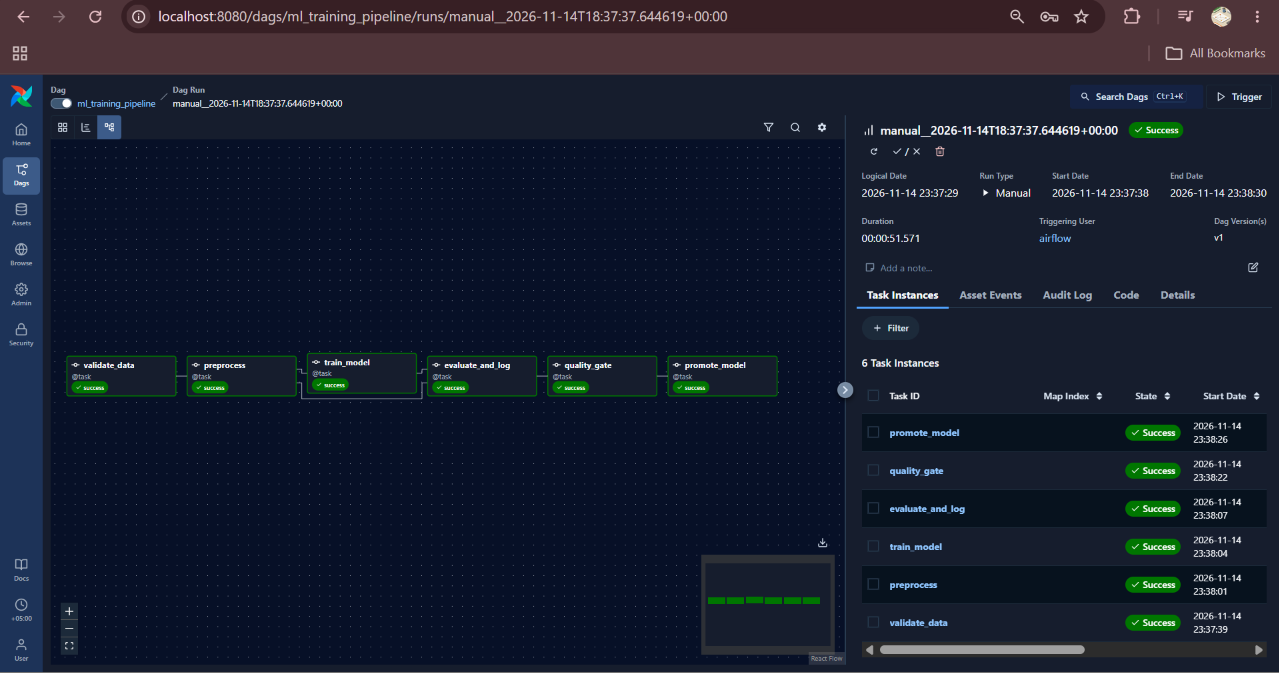 localhost:8080/dags/ml_training_pipeline/runs/manual__2026-11-14T18:37:37.644619+00:00
All Bookmarks
Dag
ml_training_pipeline
/
Dag Run
manual__2026-11-14T18:37:37.644619+00:00
Search Dags Ctrl+K
Trigger
Home
Dags
Assets
Browse
Admin
Security
Docs
+05:00
User
validate_data
@task
success
preprocess
@task
success
train_model
@task
success
evaluate_and_log
@task
success
quality_gate
@task
success
promote_model
@task
success
React Flow
manual__2026-11-14T18:37:37.644619+00:00 Success
/
Logical Date Run Type Start Date End Date
2026-11-14 23:37:29 Manual 2026-11-14 23:37:38 2026-11-14 23:38:30
Duration Triggering User Dag Version(s)
00:00:51.571 airflow v1
Add a note...
Task Instances Asset Events Audit Log Code Details
+ Filter
6 Task Instances
Task ID Map Index State Start Date
promote_model Success 2026-11-14
23:38:26
quality_gate Success 2026-11-14
23:38:22
evaluate_and_log Success 2026-11-14
23:38:07
train_model Success 2026-11-14
23:38:04
preprocess Success 2026-11-14
23:38:01
validate_data Success 2026-11-14
23:37:39